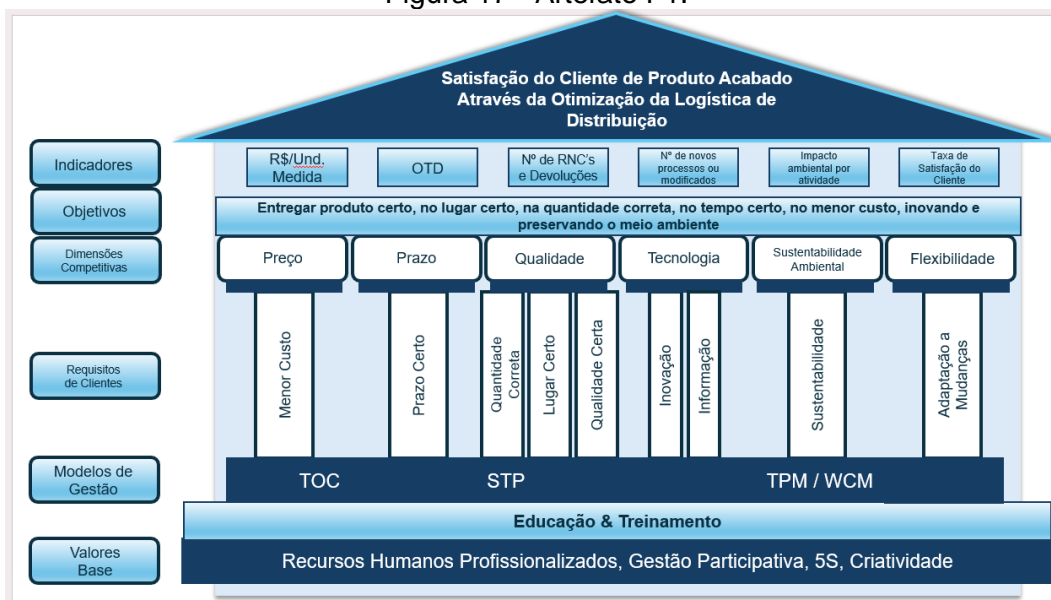 Satisfação do Cliente de Produto Acabado
Através da Otimização da Logística de
Distribuição
Indicadores
R$/Und.
Medida
OTD
Nº de RNC's
e Devoluções
Nº de novos
processos ou
modificados
Impacto
ambiental por
atividade
Taxa de
Satisfação do
Cliente
Objetivos
Entregar produto certo, no lugar certo, na quantidade correta, no tempo certo, no menor custo, inovando e
preservando o meio ambiente
Dimensões
Competitivas
Preço
Prazo
Qualidade
Tecnologia
Sustentabilidade
Ambiental
Flexibilidade
Requisitos
de Clientes
Menor Custo
Prazo Certo
Quantidade
Correta
Lugar Certo
Qualidade Certa
Inovação
Informação
Sustentabilidade
Adaptação a
Mudanças
Modelos de
Gestão
TOC
STP
TPM / WCM
Educação & Treinamento
Valores
Base
Recursos Humanos Profissionalizados, Gestão Participativa, 5S, Criatividade